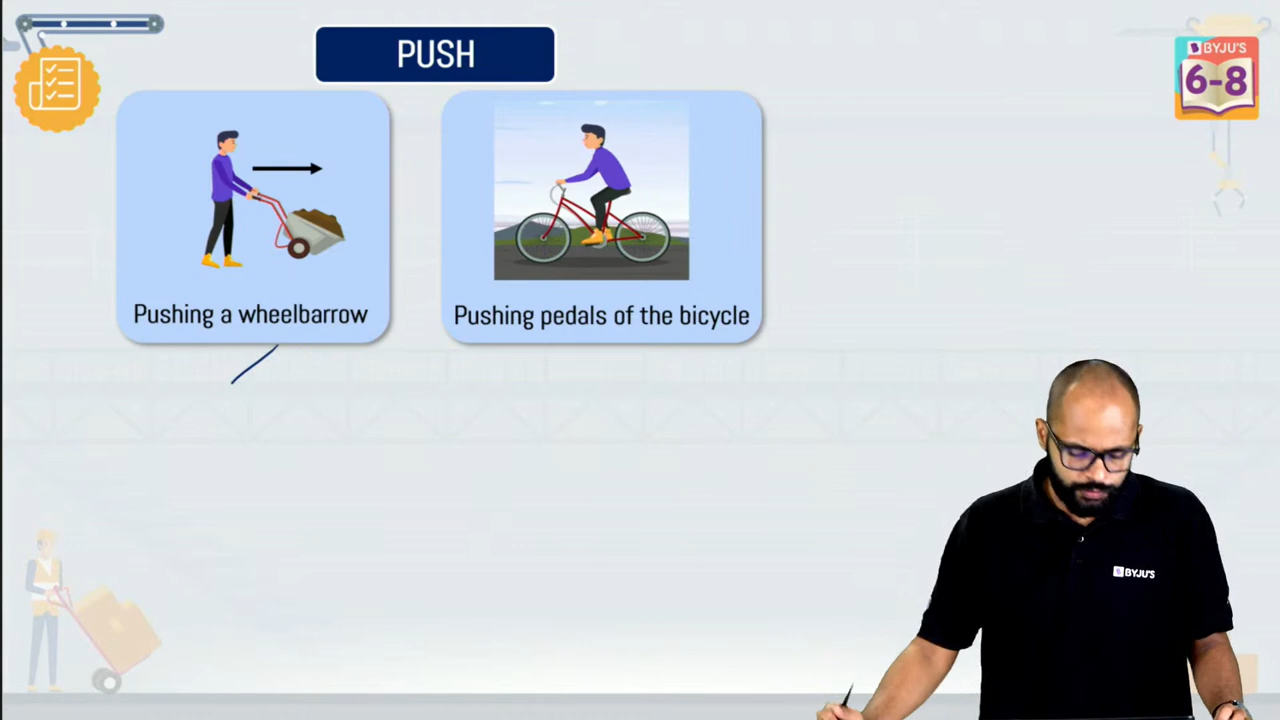 PUSH
BYJU'S
6-8
Pushing a wheelbarrow
Pushing pedals of the bicycle
BYJU'S